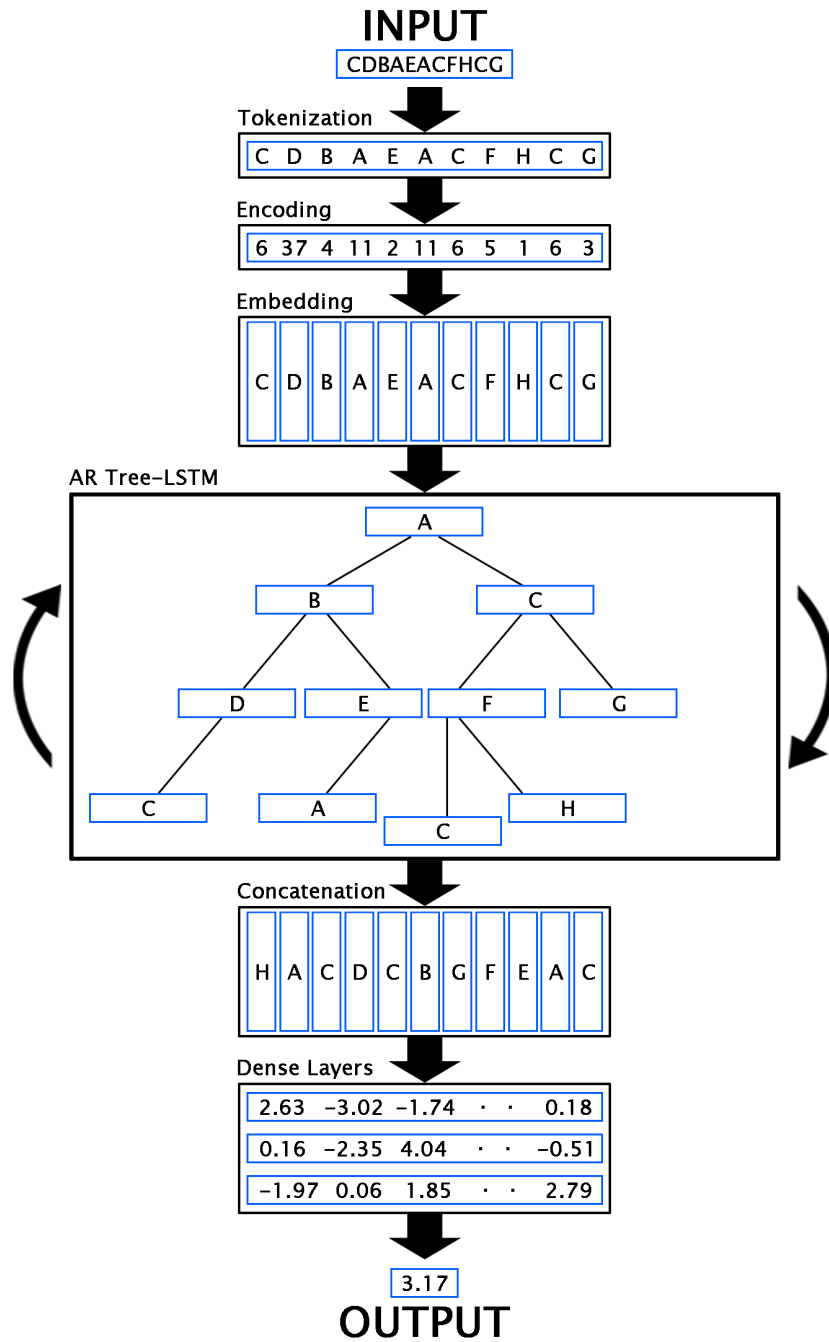 INPUT
CDBAEACFHCG
Tokenization
C D B A E A C F H C G
Encoding
6 37 4 11 2 11 6 5 1 6 3
Embedding
C D B A E A C F H C G
AR Tree-LSTM
A
B C
D E F G
C A H
C
Concatenation
H A C D C B G F E A C
Dense Layers
2.63 -3.02 -1.74 · · 0.18
0.16 -2.35 4.04 · · -0.51
-1.97 0.06 1.85 · · 2.79
3.17
OUTPUT